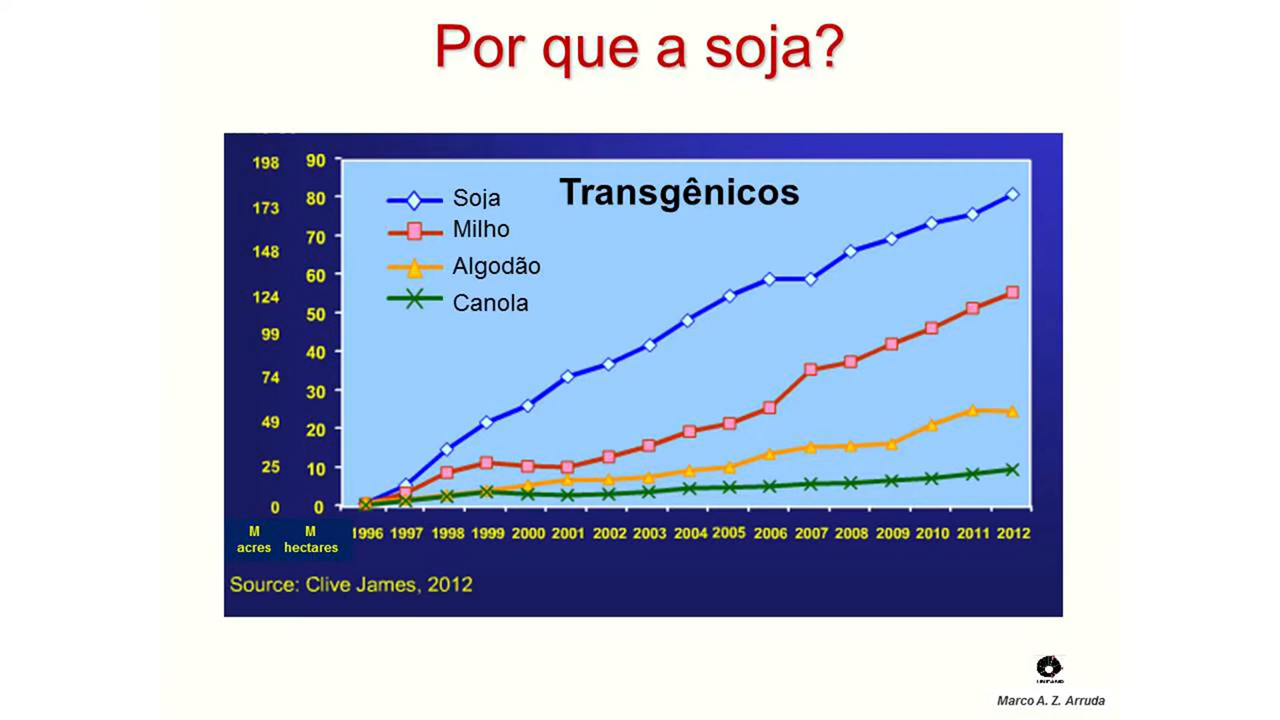 Por que a soja?
Transgênicos
Soja
Milho
Algodão
Canola
198 90
173 80
148 70
124 60
99 50
74 40
49 30
25 20
10
0 0
M acres
M hectares
1996 1997 1998 1999 2000 2001 2002 2003 2004 2005 2006 2007 2008 2009 2010 2011 2012
Source: Clive James, 2012
UNICAMP
Marco A. Z. Arruda